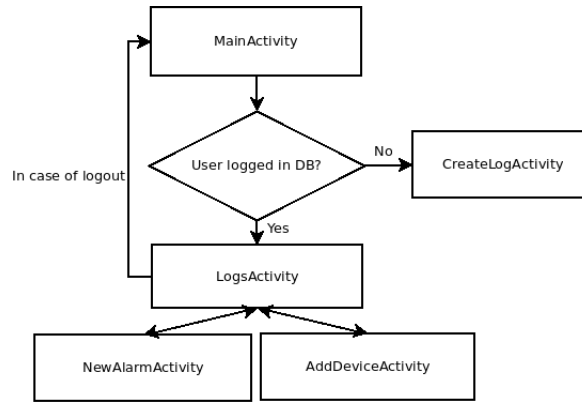 MainActivity
User logged in DB?
No
CreateLogActivity
In case of logout
Yes
LogsActivity
NewAlarmActivity
AddDeviceActivity